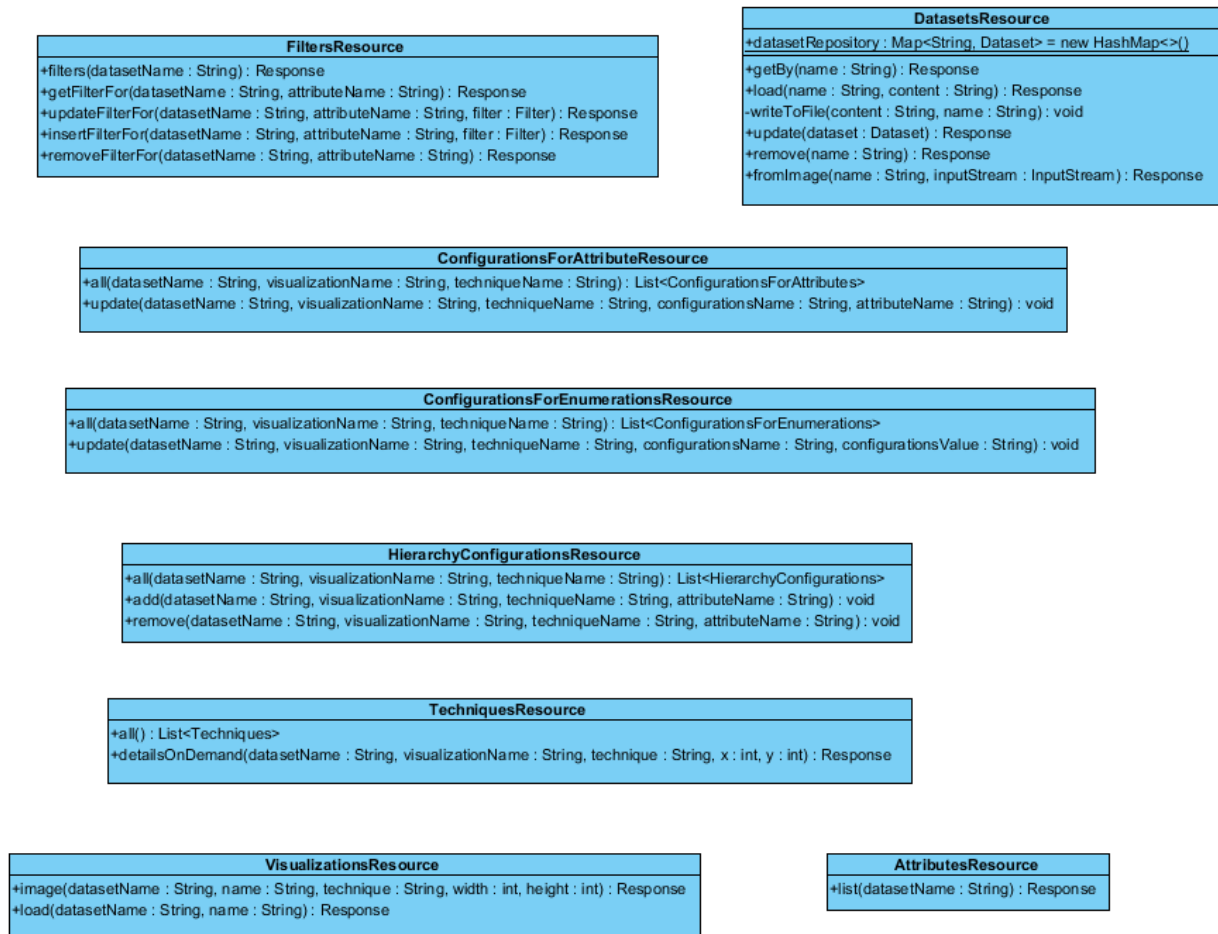 FiltersResource
+filters(datasetName : String) : Response
+getFilterFor(datasetName : String, attributeName : String) : Response
+updateFilterFor(datasetName : String, attributeName : String, filter : Filter) : Response
+insertFilterFor(datasetName : String, attributeName : String, filter : Filter) : Response
+removeFilterFor(datasetName : String, attributeName : String) : Response
DatasetsResource
+datasetRepository : Map<String, Dataset> = new HashMap<>()
+getBy(name : String) : Response
+load(name : String, content : String) : Response
-writeToFile(content : String, name : String) : void
+update(dataset : Dataset) : Response
+remove(name : String) : Response
+fromImage(name : String, inputStream : InputStream) : Response
ConfigurationsForAttributeResource
+all(datasetName : String, visualizationName : String, techniqueName : String) : List<ConfigurationsForAttributes>
+update(datasetName : String, visualizationName : String, techniqueName : String, configurationsName : String, attributeName : String) : void
ConfigurationsForEnumerationsResource
+all(datasetName : String, visualizationName : String, techniqueName : String) : List<ConfigurationsForEnumerations>
+update(datasetName : String, visualizationName : String, techniqueName : String, configurationsName : String, configurationsValue : String) : void
HierarchyConfigurationsResource
+all(datasetName : String, visualizationName : String, techniqueName : String) : List<HierarchyConfigurations>
+add(datasetName : String, visualizationName : String, techniqueName : String, attributeName : String) : void
+remove(datasetName : String, visualizationName : String, techniqueName : String, attributeName : String) : void
TechniquesResource
+all() : List<Techniques>
+detailsOnDemand(datasetName : String, visualizationName : String, technique : String, x : int, y : int) : Response
VisualizationsResource
+image(datasetName : String, name : String, technique : String, width : int, height : int) : Response
+load(datasetName : String, name : String) : Response
AttributesResource
+list(datasetName : String) : Response